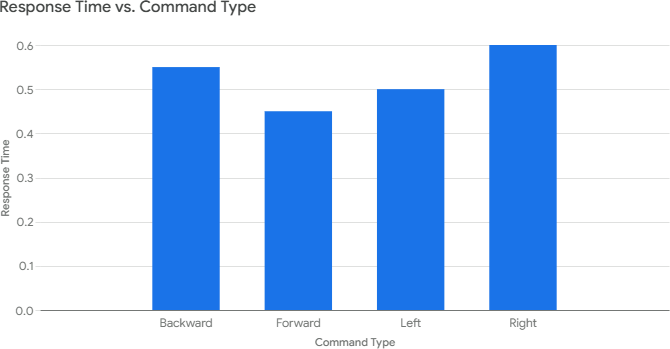 Response Time vs. Command Type
0.6
0.5
0.4
0.3
0.2
0.1
0.0
Response Time
Backward
Forward
Left
Right
Command Type